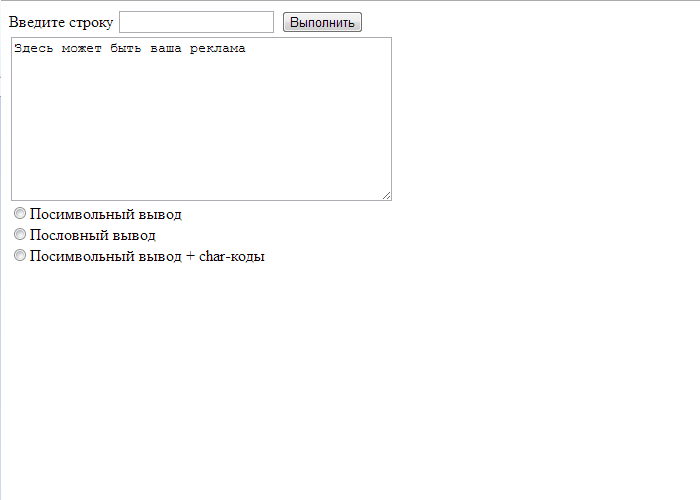 Введите строку Выполнить
Здесь может быть ваша реклама
Посимвольный вывод
Пословный вывод
Посимвольный вывод + char-коды